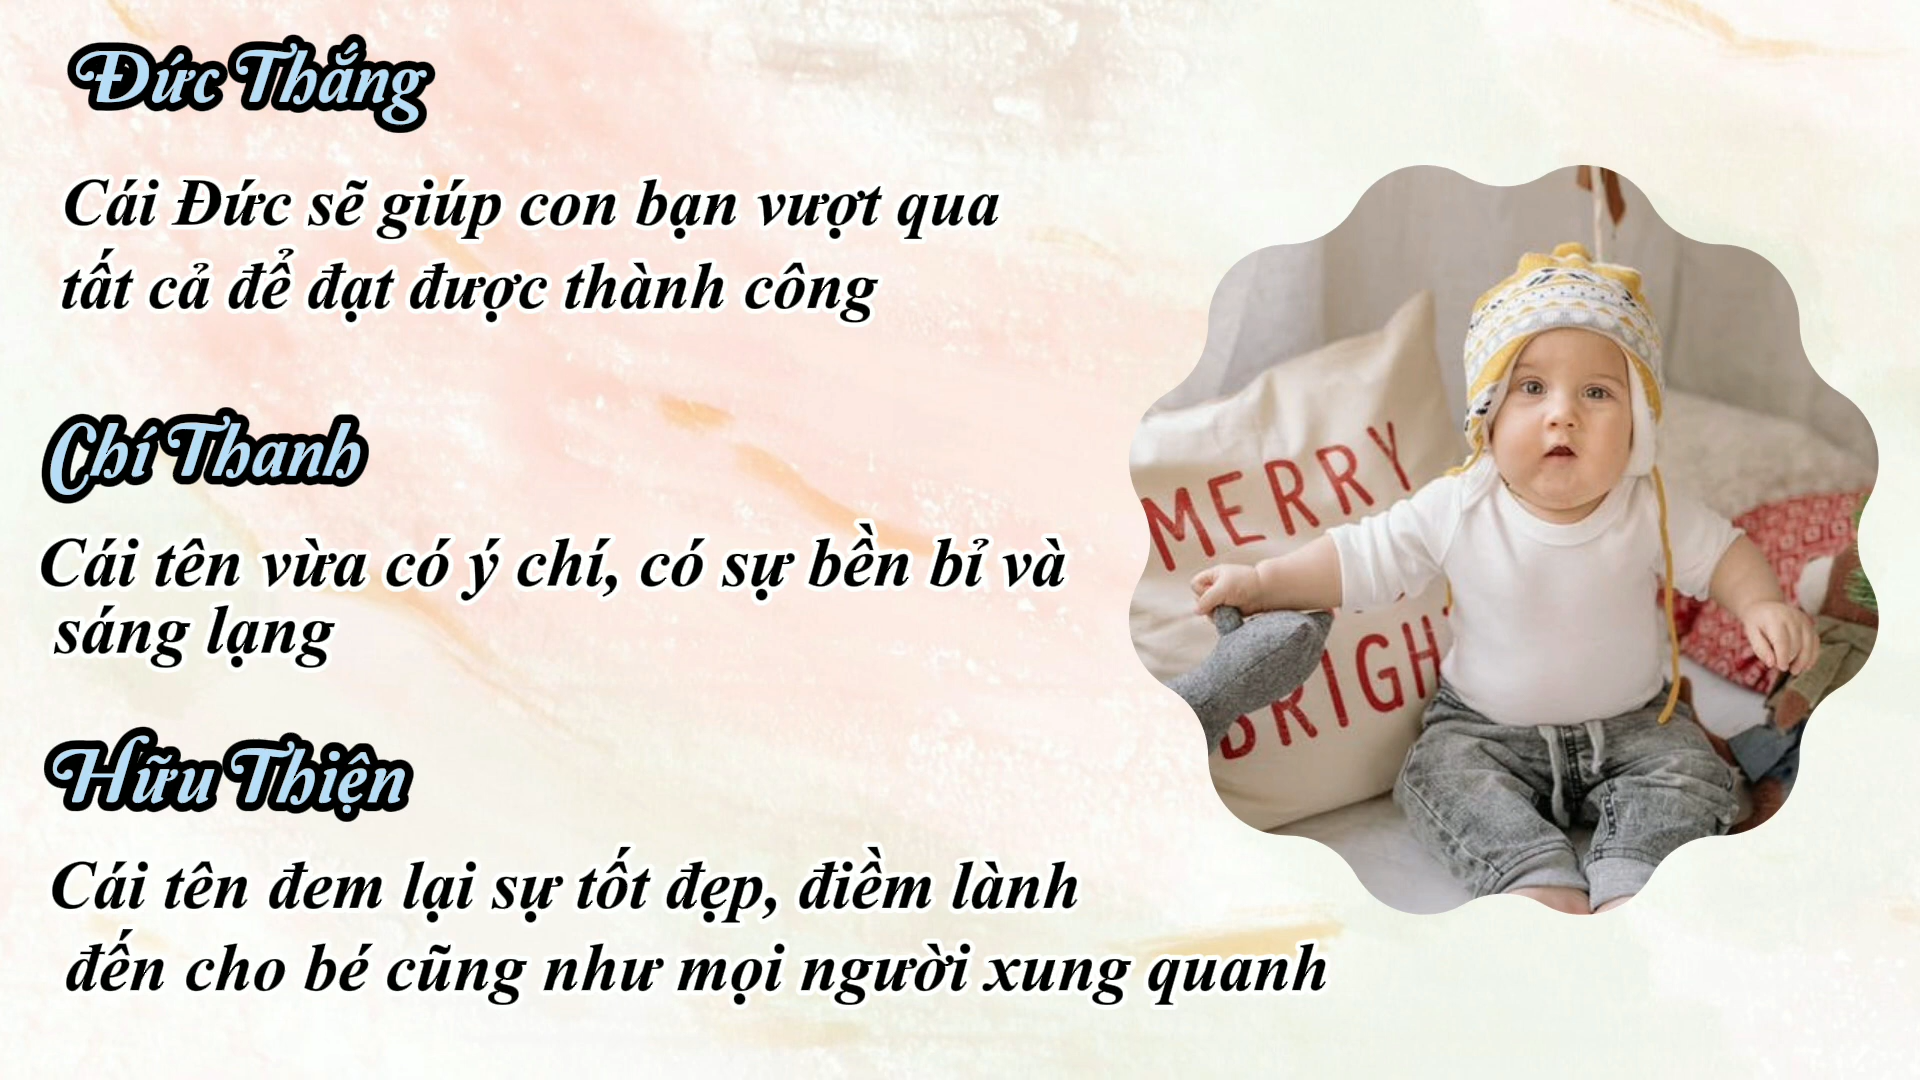 Đức Thắng
Cái Đức sẽ giúp con bạn vượt qua
tất cả để đạt được thành công
Chí Thanh
Cái tên vừa có ý chí, có sự bền bỉ và
sáng lạng
Hữu Thiện
Cái tên đem lại sự tốt đẹp, điềm lành
đến cho bé cũng như mọi người xung quanh
MERRY
BRIGH